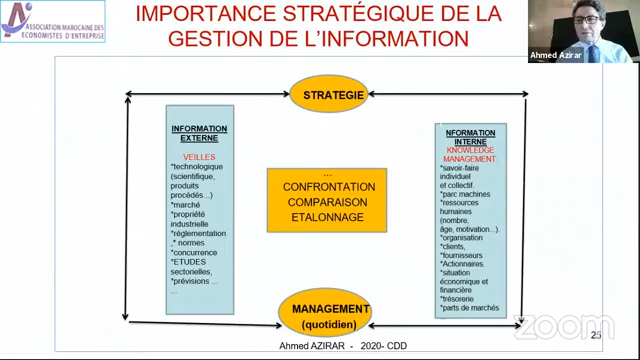 ASSOCIATION MAROCAINE
DES ÉCONOMISTES D'ENTREPRISE
IMPORTANCE STRATÉGIQUE DE LA
GESTION DE L'INFORMATION
Ahmed Azirar
STRATEGIE
INFORMATION
EXTERNE
VEILLES
*technologique
(scientifique,
produits
procédés...)
*marché
*propriété
industrielle
*réglementation
,* normes
*concurrence
*ETUDES
sectorielles,
*prévisions ...
...
...
CONFRONTATION
COMPARAISON
ETALONNAGE
NFORMATION
INTERNE
KNOWLEDGE
MANAGEMENT:
*savoir-faire
individuel
et collectif.
*parc machines
*ressources
humaines
(nombre,
âge, motivation...).
*organisation
*clients,
fournisseurs
*Actionnaires.
*situation
économique et
financière
*trésorerie
*parts de marchés
MANAGEMENT
(quotidien)
Ahmed AZIRAR - 2020- CDD
25
zoom